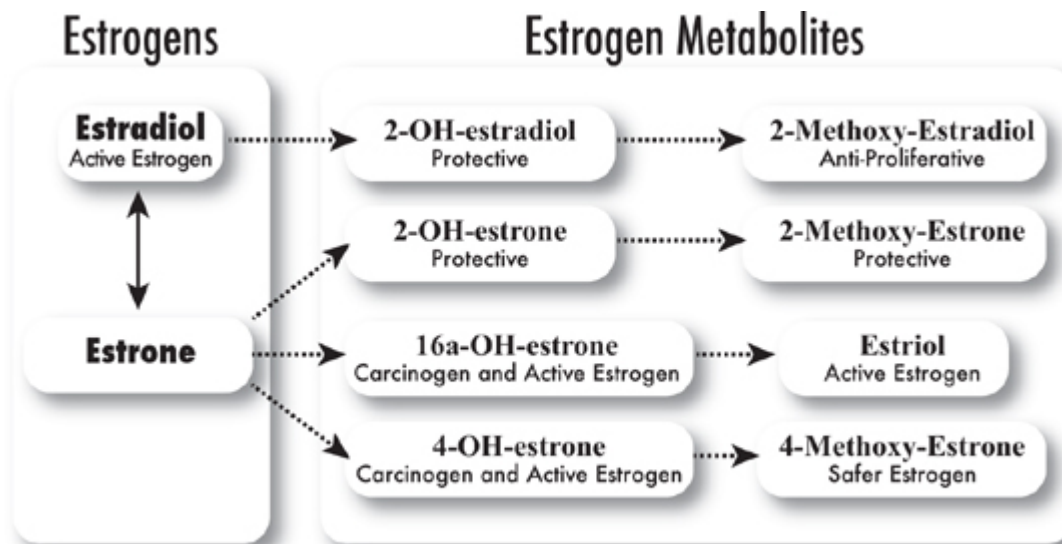 Estrogens
Estrogen Metabolites
Estradiol
Active Estrogen
2-OH-estradiol
Protective
2-Methoxy-Estradiol
Anti-Proliferative
2-OH-estrone
Protective
2-Methoxy-Estrone
Protective
Estrone
16a-OH-estrone
Carcinogen and Active Estrogen
Estriol
Active Estrogen
4-OH-estrone
Carcinogen and Active Estrogen
4-Methoxy-Estrone
Safer Estrogen